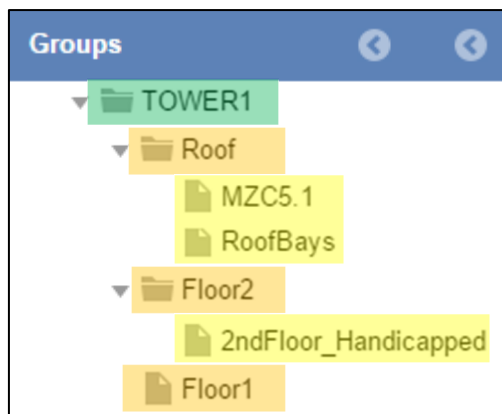 Groups
TOWER1
Roof
MZC5.1
RoofBays
Floor2
2ndFloor_Handicapped
Floor1